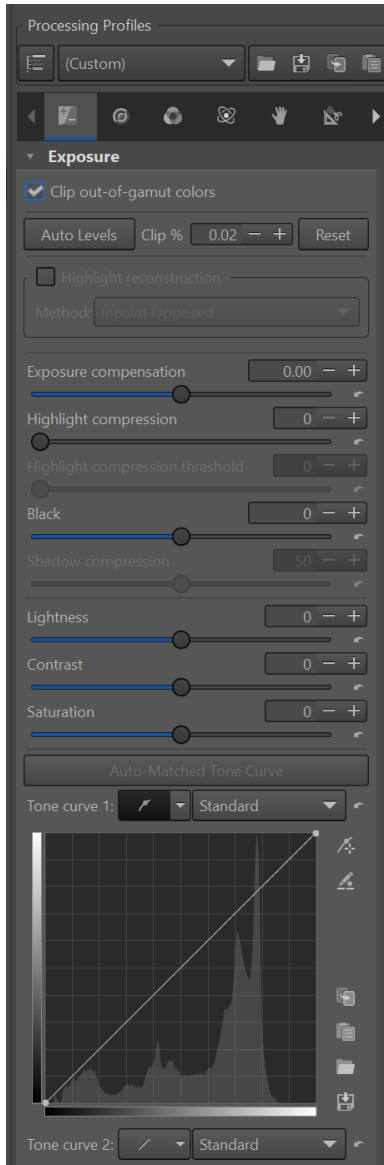 Processing Profiles
(Custom)
Exposure
Clip out-of-gamut colors
Auto Levels Clip % 0.02 Reset
Highlight reconstruction
Method: Inpaint Opposed
Exposure compensation 0.00
Highlight compression 0
Highlight compression threshold 0
Black 0
Shadow compression 50
Lightness 0
Contrast 0
Saturation 0
Auto-Matched Tone Curve
Tone curve 1: Standard
Tone curve 2: Standard